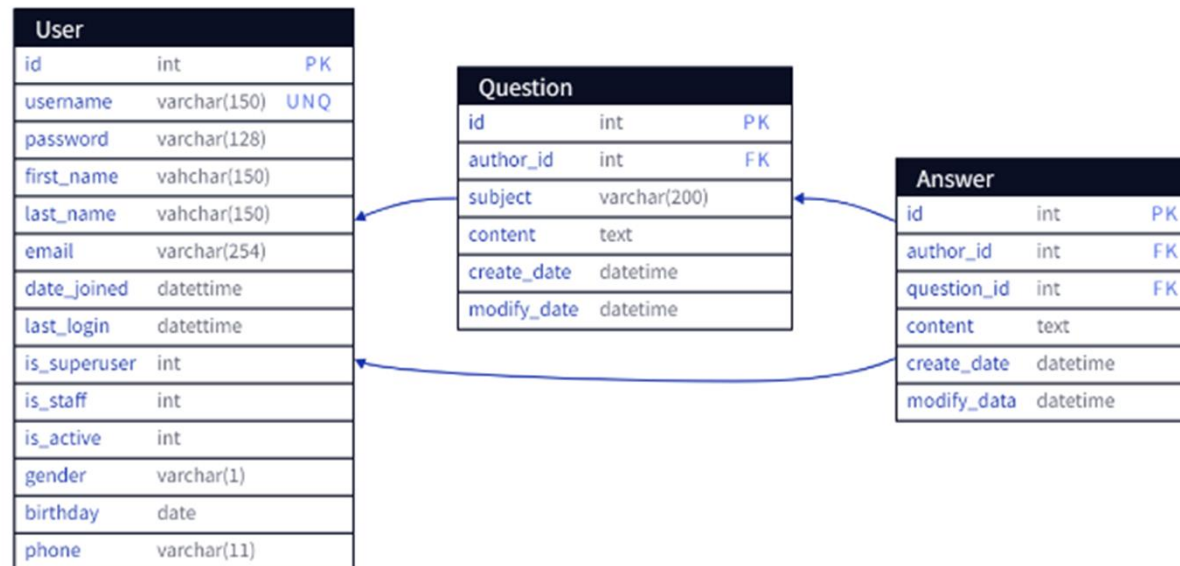 User
id int PK
username varchar(150) UNQ
password varchar(128)
first_name vahchar(150)
last_name vahchar(150)
email varchar(254)
date_joined datettime
last_login datettime
is_superuser int
is_staff int
is_active int
gender varchar(1)
birthday date
phone varchar(11)
Question
id int PK
author_id int FK
subject varchar(200)
content text
create_date datetime
modify_date datetime
Answer
id int PK
author_id int FK
question_id int FK
content text
create_date datetime
modify_data datetime